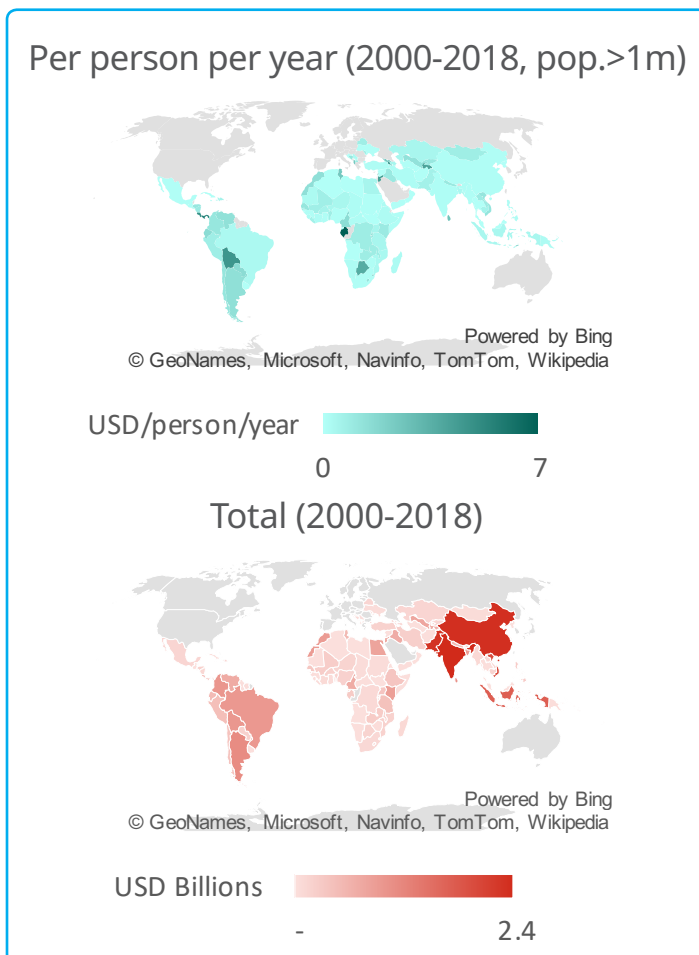 Per person per year (2000-2018, pop.>1m)
Powered by Bing
© GeoNames, Microsoft, Navinfo, TomTom, Wikipedia
USD/person/year
0 7
Total (2000-2018)
Powered by Bing
© GeoNames, Microsoft, Navinfo, TomTom, Wikipedia
USD Billions
- 2.4